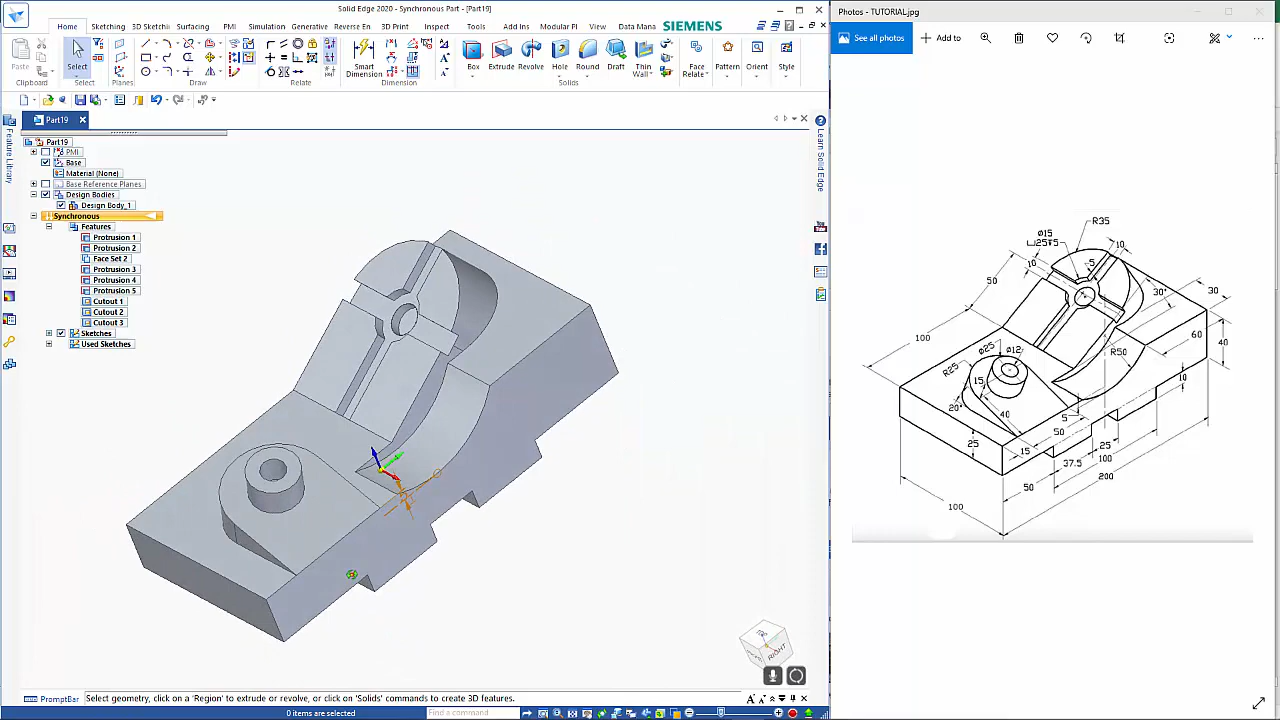 Solid Edge 2020 - Synchronous Part - [Part19]
Home Sketching 3D Sketchi Surfacing PMI Simulation Generative Reverse En 3D Print Inspect Tools Add Ins Modular Pl View Data Mana SIEMENS
Paste Select Smart Dimension Box Extrude Revolve Hole Round Draft Thin Wall Face Relate Pattern Orient Style
Clipboard Select Planes Draw Relate Dimension Solids
Part19
Feature Library
Learn Solid Edge
Part19
PMI
Base
Material (None)
Base Reference Planes
Design Bodies
Design Body_1
Synchronous
Features
Protrusion 1
Protrusion 2
Face Set 2
Protrusion 3
Protrusion 4
Protrusion 5
Cutout 1
Cutout 2
Cutout 3
Sketches
Used Sketches
RIGHT
PromptBar Select geometry, click on a 'Region' to extrude or revolve, or click on 'Solids' commands to create 3D features.
0 items are selected Find a command
Photos - TUTORIAL.jpg
See all photos Add to
R35
ø15
⌴25↧5
10
10
5
50
30°
30
100
60
40
R50
ø25
ø12
R25
15
20°
40
10
5
50
25
15
25
37.5
100
50
200
100